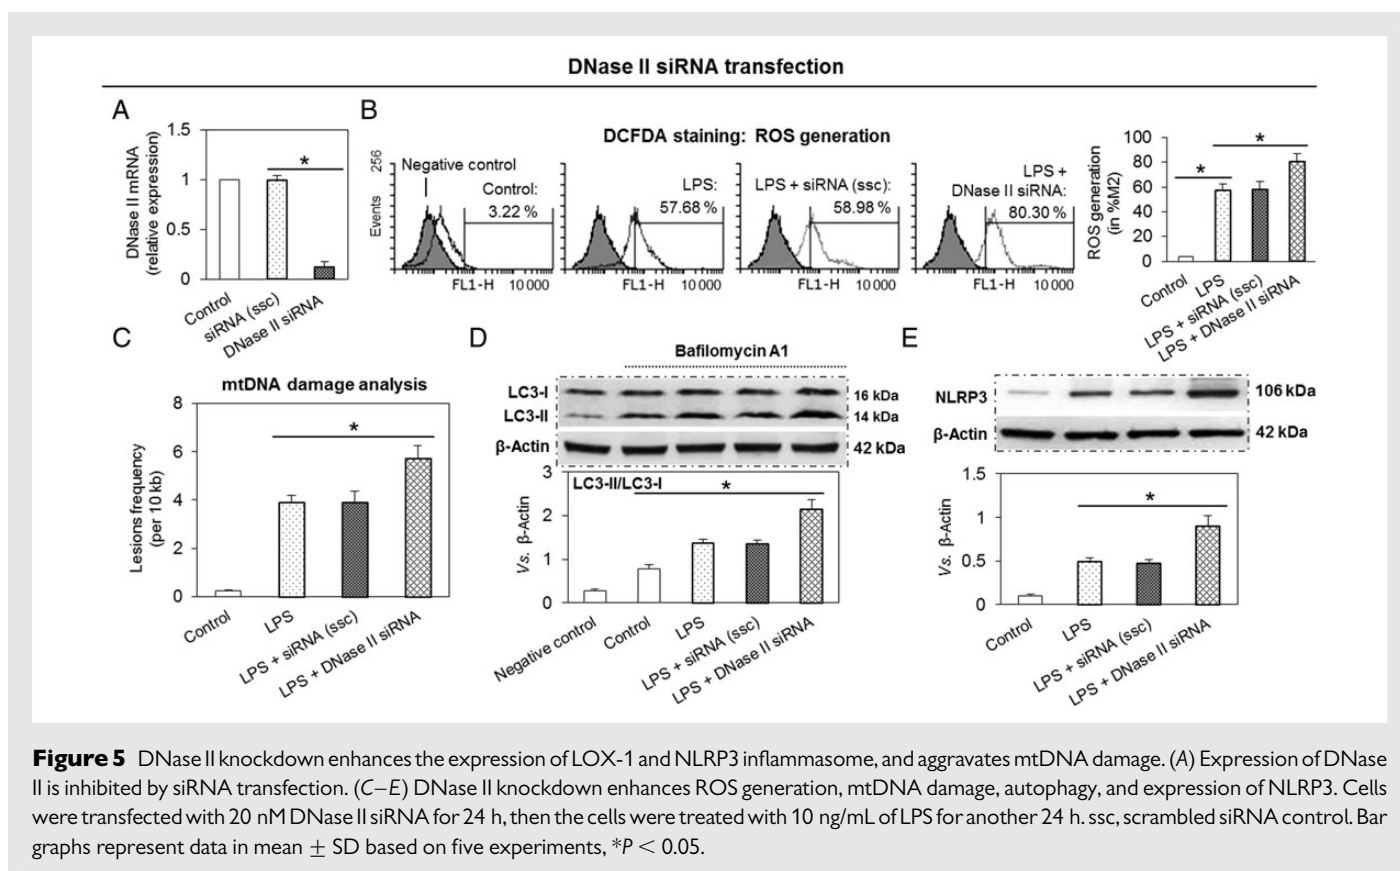 DNase II siRNA transfection
A
DNase II mRNA
(relative expression)
1.5
1
0.5
0
*
Control
siRNA (ssc)
DNase II siRNA
B
DCFDA staining: ROS generation
256
Events
Negative control
Control:
3.22 %
FL1-H 10000
LPS:
57.68 %
FL1-H 10000
LPS + siRNA (ssc):
58.98 %
FL1-H 10000
LPS +
DNase II siRNA:
80.30 %
FL1-H 10000
ROS generation
(in %M2)
100
80
60
40
20
0
*
*
Control
LPS
LPS + siRNA (ssc)
LPS + DNase II siRNA
C
mtDNA damage analysis
Lesions frequency
(per 10 kb)
8
6
4
2
0
*
Control
LPS
LPS + siRNA (ssc)
LPS + DNase II siRNA
D
Bafilomycin A1
LC3-I
16 kDa
LC3-II
14 kDa
β-Actin
42 kDa
LC3-II/LC3-I
Vs. β-Actin
3
2
1
0
*
Negative control
Control
LPS
LPS + siRNA (ssc)
LPS + DNase II siRNA
E
NLRP3
106 kDa
β-Actin
42 kDa
Vs. β-Actin
1.5
1
0.5
0
*
Control
LPS
LPS + siRNA (ssc)
LPS + DNase II siRNA
Figure 5 DNase II knockdown enhances the expression of LOX-1 and NLRP3 inflammasome, and aggravates mtDNA damage. (A) Expression of DNase
II is inhibited by siRNA transfection. (C–E) DNase II knockdown enhances ROS generation, mtDNA damage, autophagy, and expression of NLRP3. Cells
were transfected with 20 nM DNase II siRNA for 24 h, then the cells were treated with 10 ng/mL of LPS for another 24 h. ssc, scrambled siRNA control. Bar
graphs represent data in mean ± SD based on five experiments, *P < 0.05.